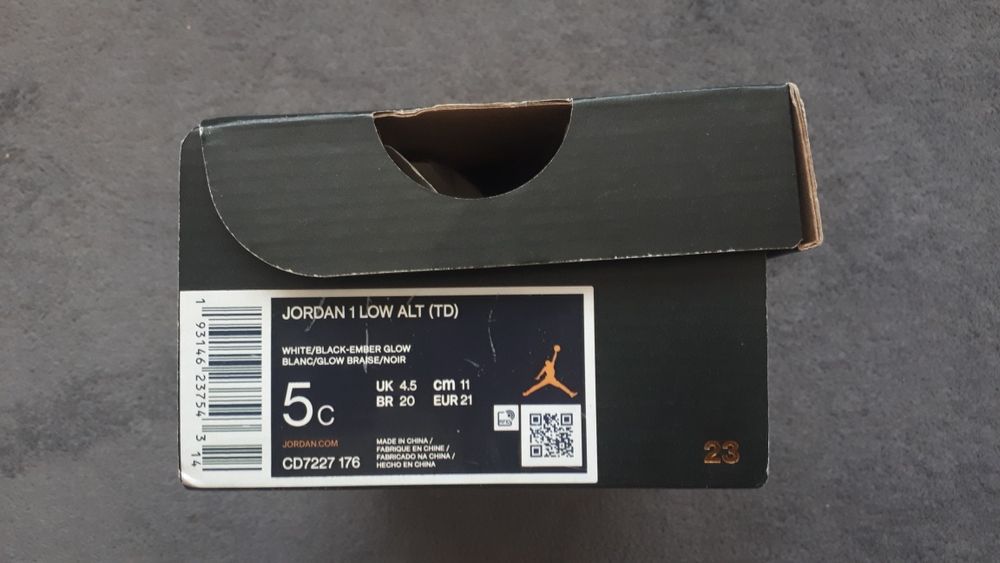 JORDAN 1 LOW ALT (TD)
WHITE/BLACK-EMBER GLOW
BLANC/GLOW BRAISE/NOIR
5C
UK 4.5 cm 11
BR 20 EUR 21
JORDAN.COM
CD7227 176
MADE IN CHINA /
FABRIQUE EN CHINE /
FABRICADO NA CHINA /
HECHO EN CHINA
1 93146 23754 3 14
23